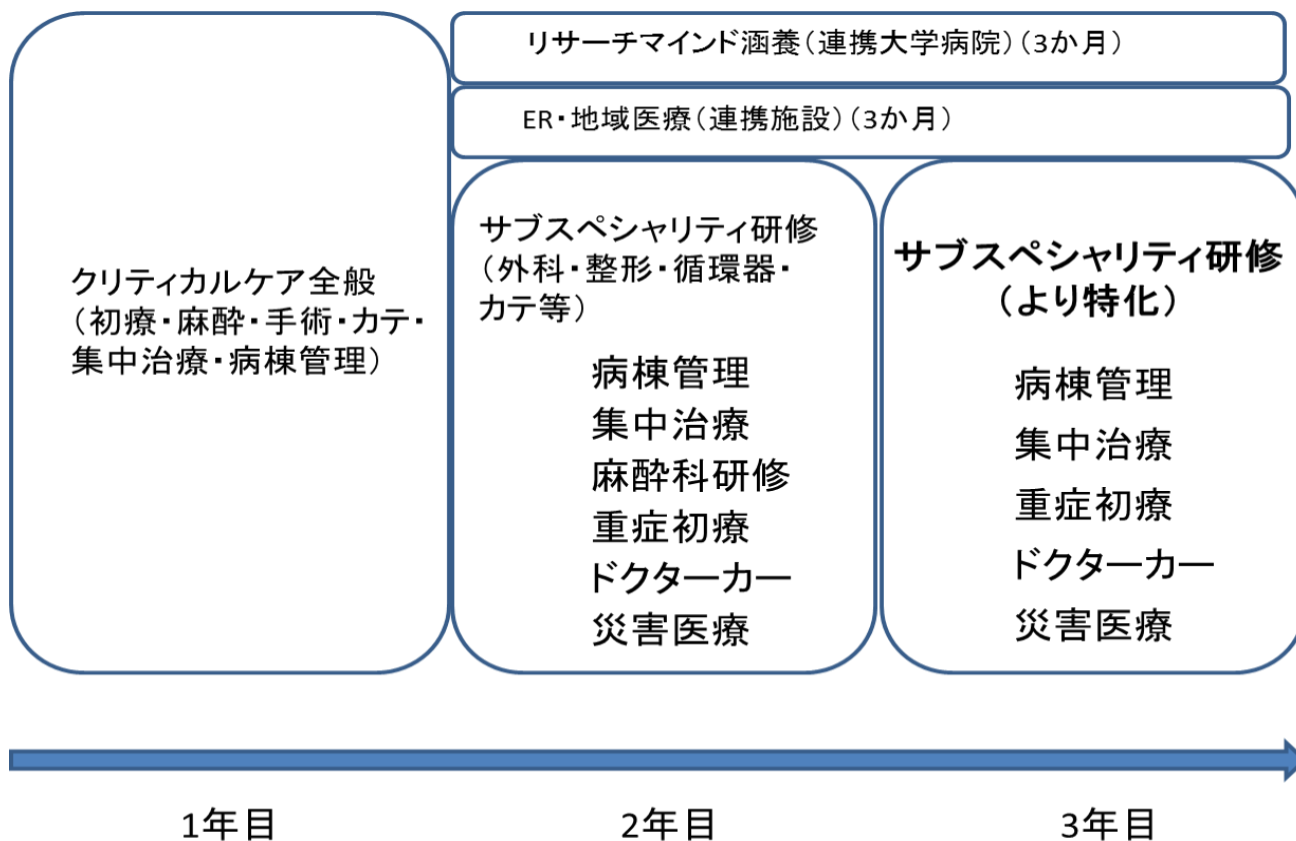 リサーチマインド涵養（連携大学病院）（3か月）
ER・地域医療（連携施設）（3か月）
クリティカルケア全般
（初療・麻酔・手術・カテ・
集中治療・病棟管理）
サブスペシャリティ研修
（外科・整形・循環器・
カテ等）
病棟管理
集中治療
麻酔科研修
重症初療
ドクターカー
災害医療
サブスペシャリティ研修
（より特化）
病棟管理
集中治療
重症初療
ドクターカー
災害医療
1年目
2年目
3年目